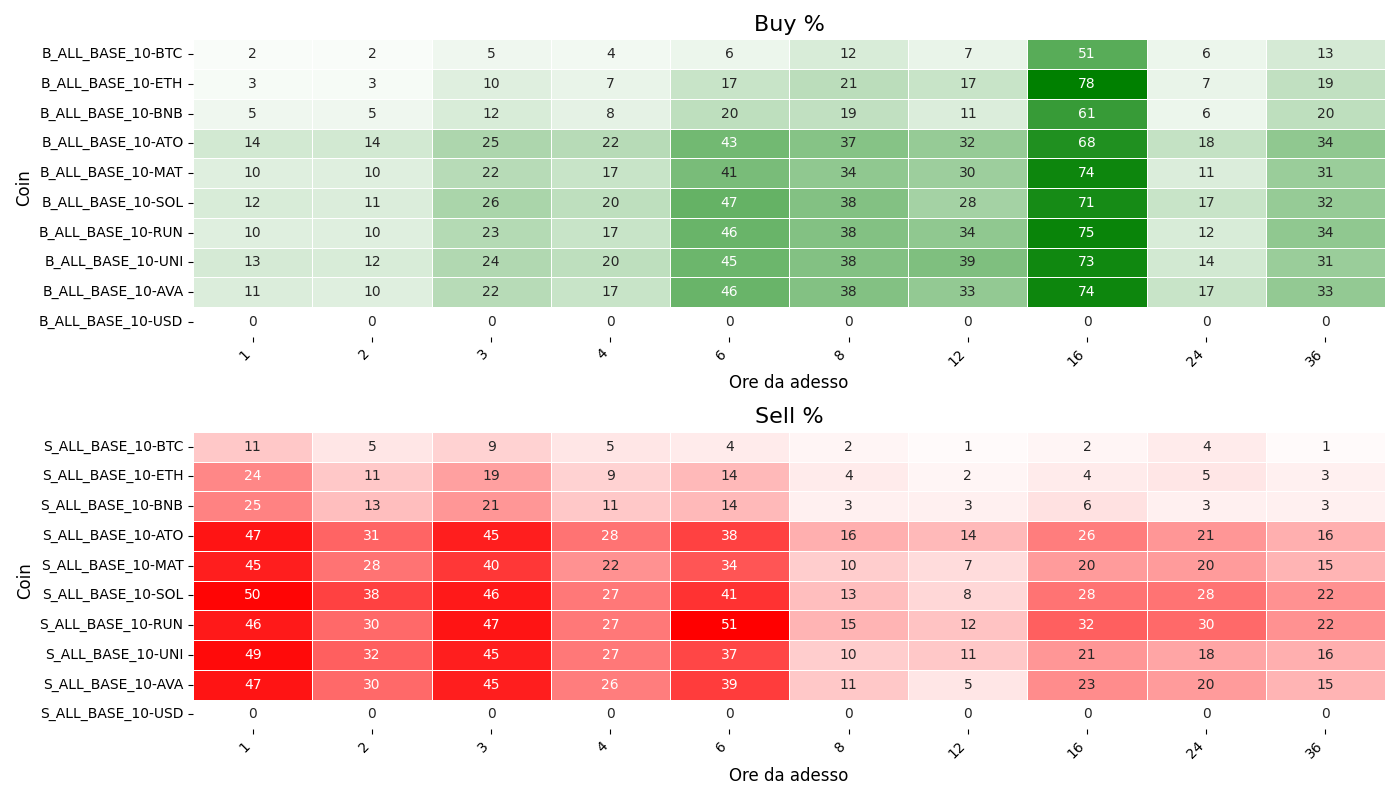 Buy %
Coin
B_ALL_BASE_10-BTC 2 2 5 4 6 12 7 51 6 13
B_ALL_BASE_10-ETH 3 3 10 7 17 21 17 78 7 19
B_ALL_BASE_10-BNB 5 5 12 8 20 19 11 61 6 20
B_ALL_BASE_10-ATO 14 14 25 22 43 37 32 68 18 34
B_ALL_BASE_10-MAT 10 10 22 17 41 34 30 74 11 31
B_ALL_BASE_10-SOL 12 11 26 20 47 38 28 71 17 32
B_ALL_BASE_10-RUN 10 10 23 17 46 38 34 75 12 34
B_ALL_BASE_10-UNI 13 12 24 20 45 38 39 73 14 31
B_ALL_BASE_10-AVA 11 10 22 17 46 38 33 74 17 33
B_ALL_BASE_10-USD 0 0 0 0 0 0 0 0 0 0
1 2 3 4 6 8 12 16 24 36
Ore da adesso
Sell %
Coin
S_ALL_BASE_10-BTC 11 5 9 5 4 2 1 2 4 1
S_ALL_BASE_10-ETH 24 11 19 9 14 4 2 4 5 3
S_ALL_BASE_10-BNB 25 13 21 11 14 3 3 6 3 3
S_ALL_BASE_10-ATO 47 31 45 28 38 16 14 26 21 16
S_ALL_BASE_10-MAT 45 28 40 22 34 10 7 20 20 15
S_ALL_BASE_10-SOL 50 38 46 27 41 13 8 28 28 22
S_ALL_BASE_10-RUN 46 30 47 27 51 15 12 32 30 22
S_ALL_BASE_10-UNI 49 32 45 27 37 10 11 21 18 16
S_ALL_BASE_10-AVA 47 30 45 26 39 11 5 23 20 15
S_ALL_BASE_10-USD 0 0 0 0 0 0 0 0 0 0
1 2 3 4 6 8 12 16 24 36
Ore da adesso